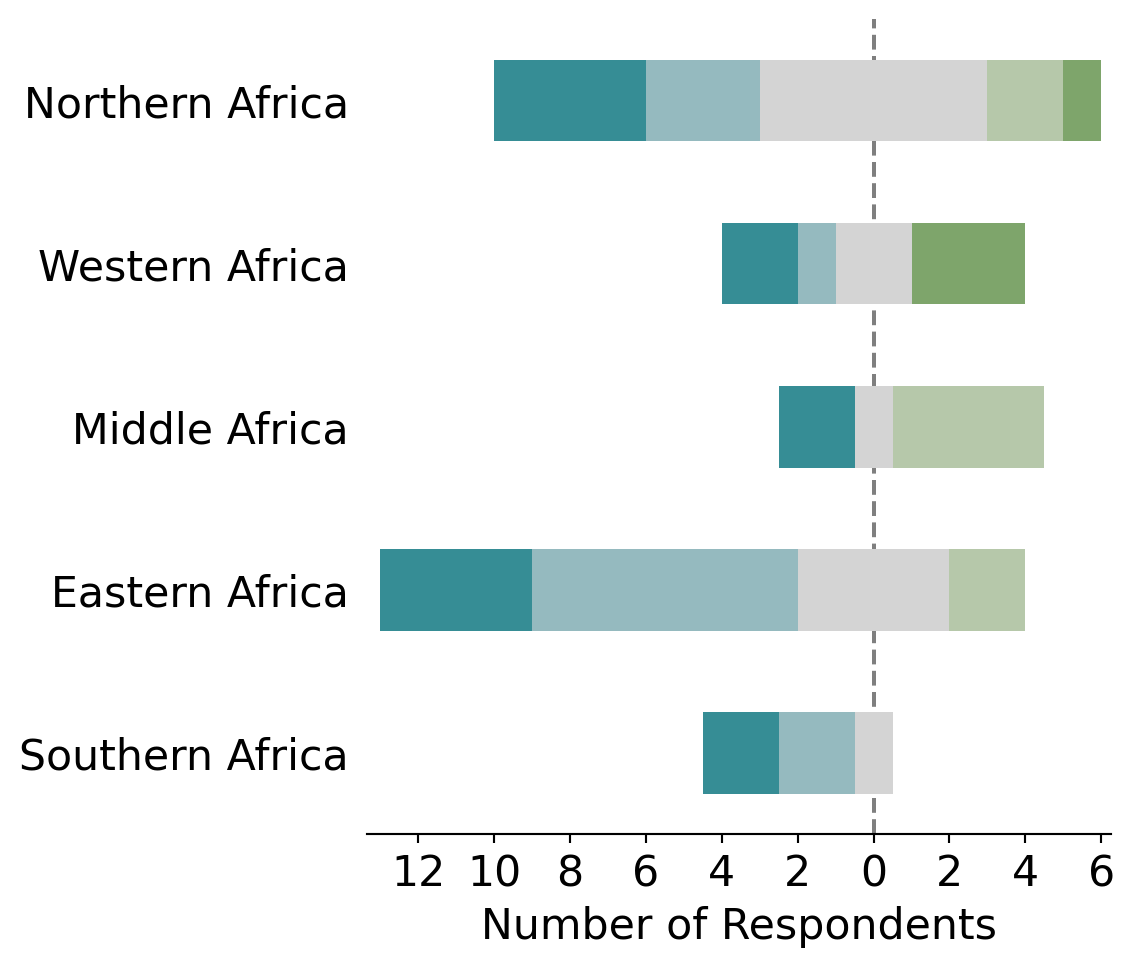 Northern Africa
Western Africa
Middle Africa
Eastern Africa
Southern Africa
12 10 8 6 4 2 0 2 4 6
Number of Respondents